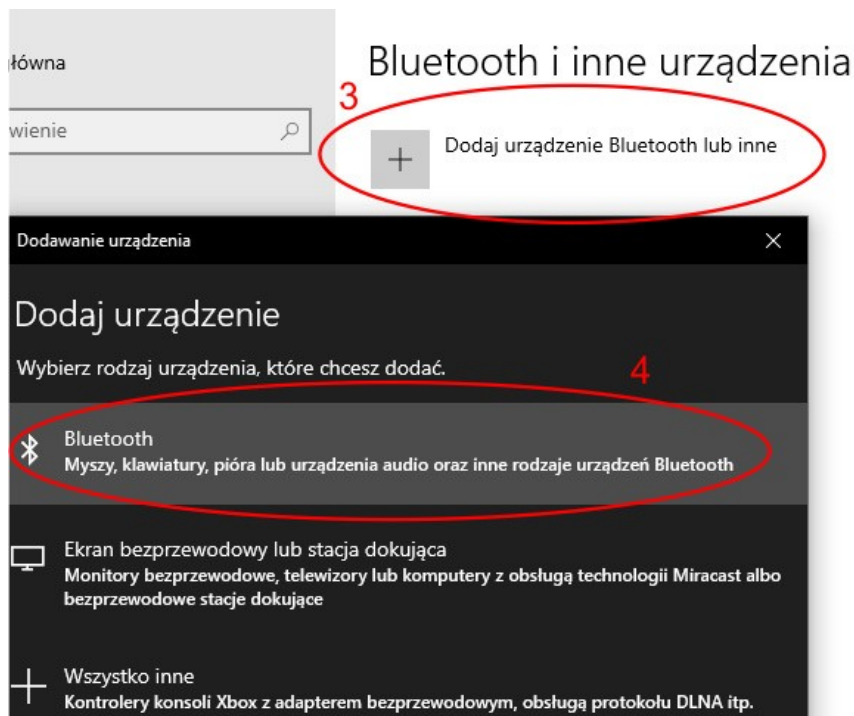 główna
Bluetooth i inne urządzenia
3
wienie
Dodaj urządzenie Bluetooth lub inne
Dodawanie urządzenia
Dodaj urządzenie
Wybierz rodzaj urządzenia, które chcesz dodać.
4
Bluetooth
Myszy, klawiatury, pióra lub urządzenia audio oraz inne rodzaje urządzeń Bluetooth
Ekran bezprzewodowy lub stacja dokująca
Monitory bezprzewodowe, telewizory lub komputery z obsługą technologii Miracast albo
bezprzewodowe stacje dokujące
Wszystko inne
Kontrolery konsoli Xbox z adapterem bezprzewodowym, obsługą protokołu DLNA itp.